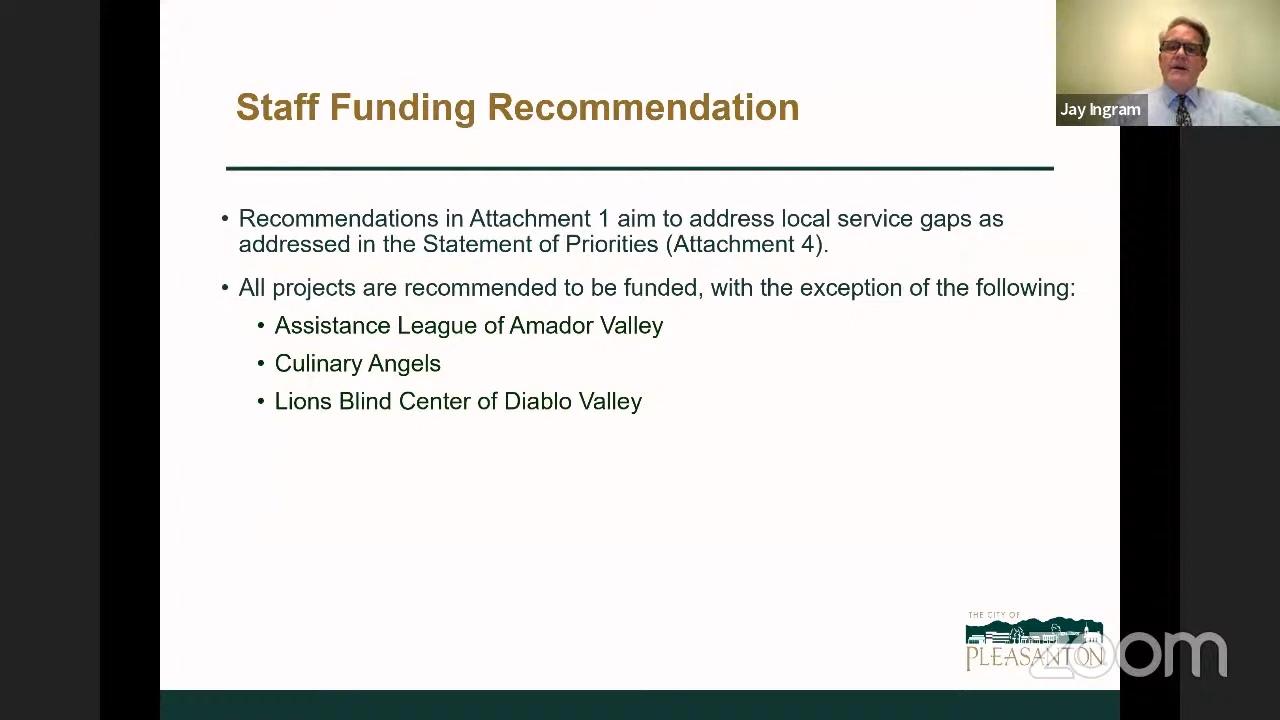 Staff Funding Recommendation
Jay Ingram
• Recommendations in Attachment 1 aim to address local service gaps as
addressed in the Statement of Priorities (Attachment 4).
• All projects are recommended to be funded, with the exception of the following:
• Assistance League of Amador Valley
• Culinary Angels
• Lions Blind Center of Diablo Valley
THE CITY OF
PLEASANTON
zoom